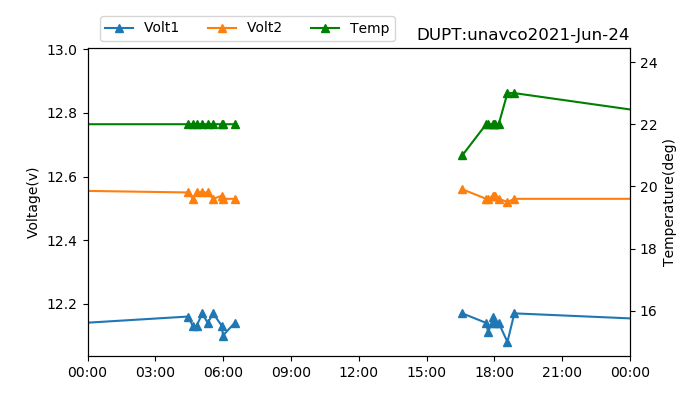 Volt1 Volt2 Temp
DUPT:unavco2021-Jun-24
13.0
12.8
12.6
12.4
12.2
Voltage(v)
24
22
20
18
16
Temperature(deg)
00:00 03:00 06:00 09:00 12:00 15:00 18:00 21:00 00:00